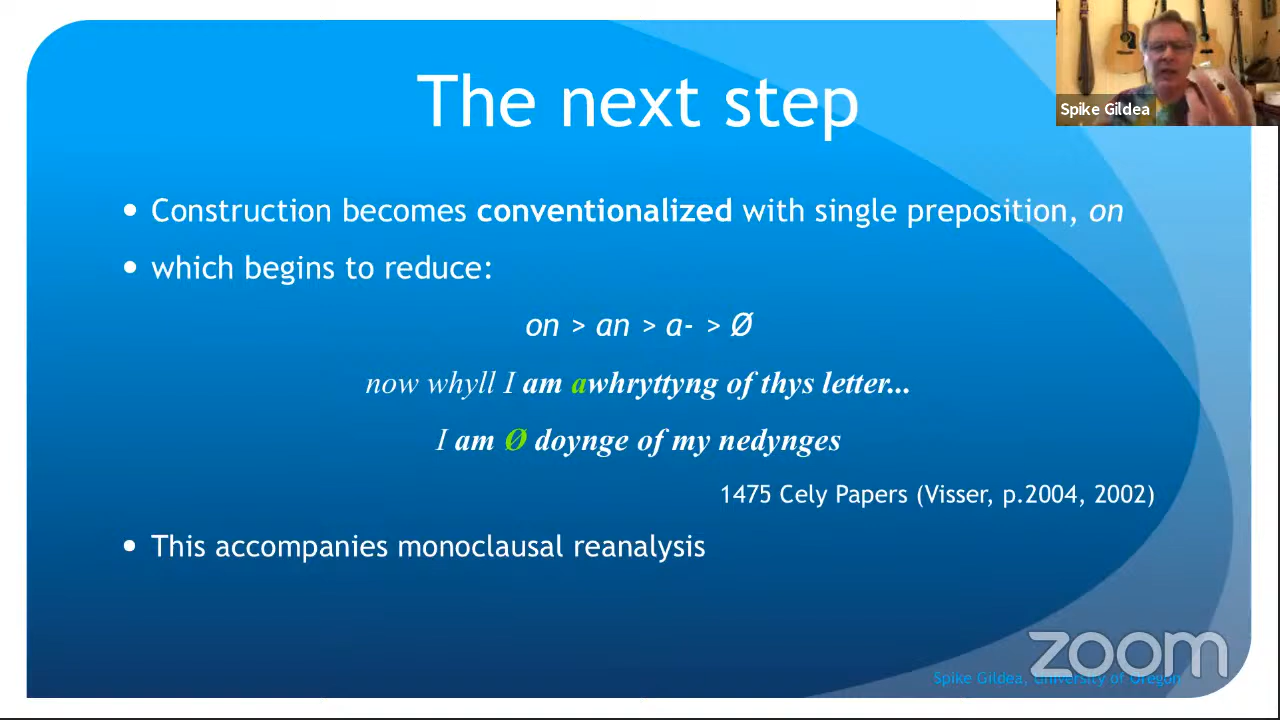 The next step
Spike Gildea
• Construction becomes conventionalized with single preposition, on
• which begins to reduce:
on > an > a- > Ø
now whyll I am awhryttyng of thys letter...
I am Ø doynge of my nedynges
1475 Cely Papers (Visser, p.2004, 2002)
• This accompanies monoclausal reanalysis
zoom
Spike Gildea, University of Oregon